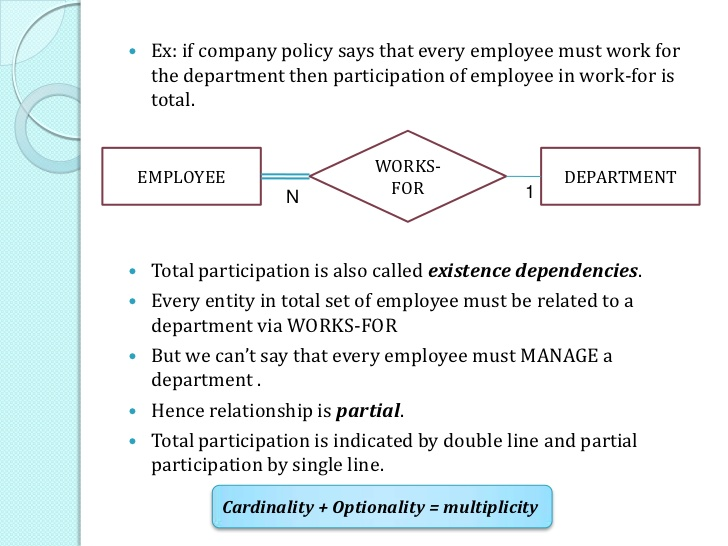 Ex: if company policy says that every employee must work for
the department then participation of employee in work-for is
total.
EMPLOYEE
N
WORKS-
FOR
1
DEPARTMENT
Total participation is also called existence dependencies.
Every entity in total set of employee must be related to a
department via WORKS-FOR
But we can’t say that every employee must MANAGE a
department .
Hence relationship is partial.
Total participation is indicated by double line and partial
participation by single line.
Cardinality + Optionality = multiplicity